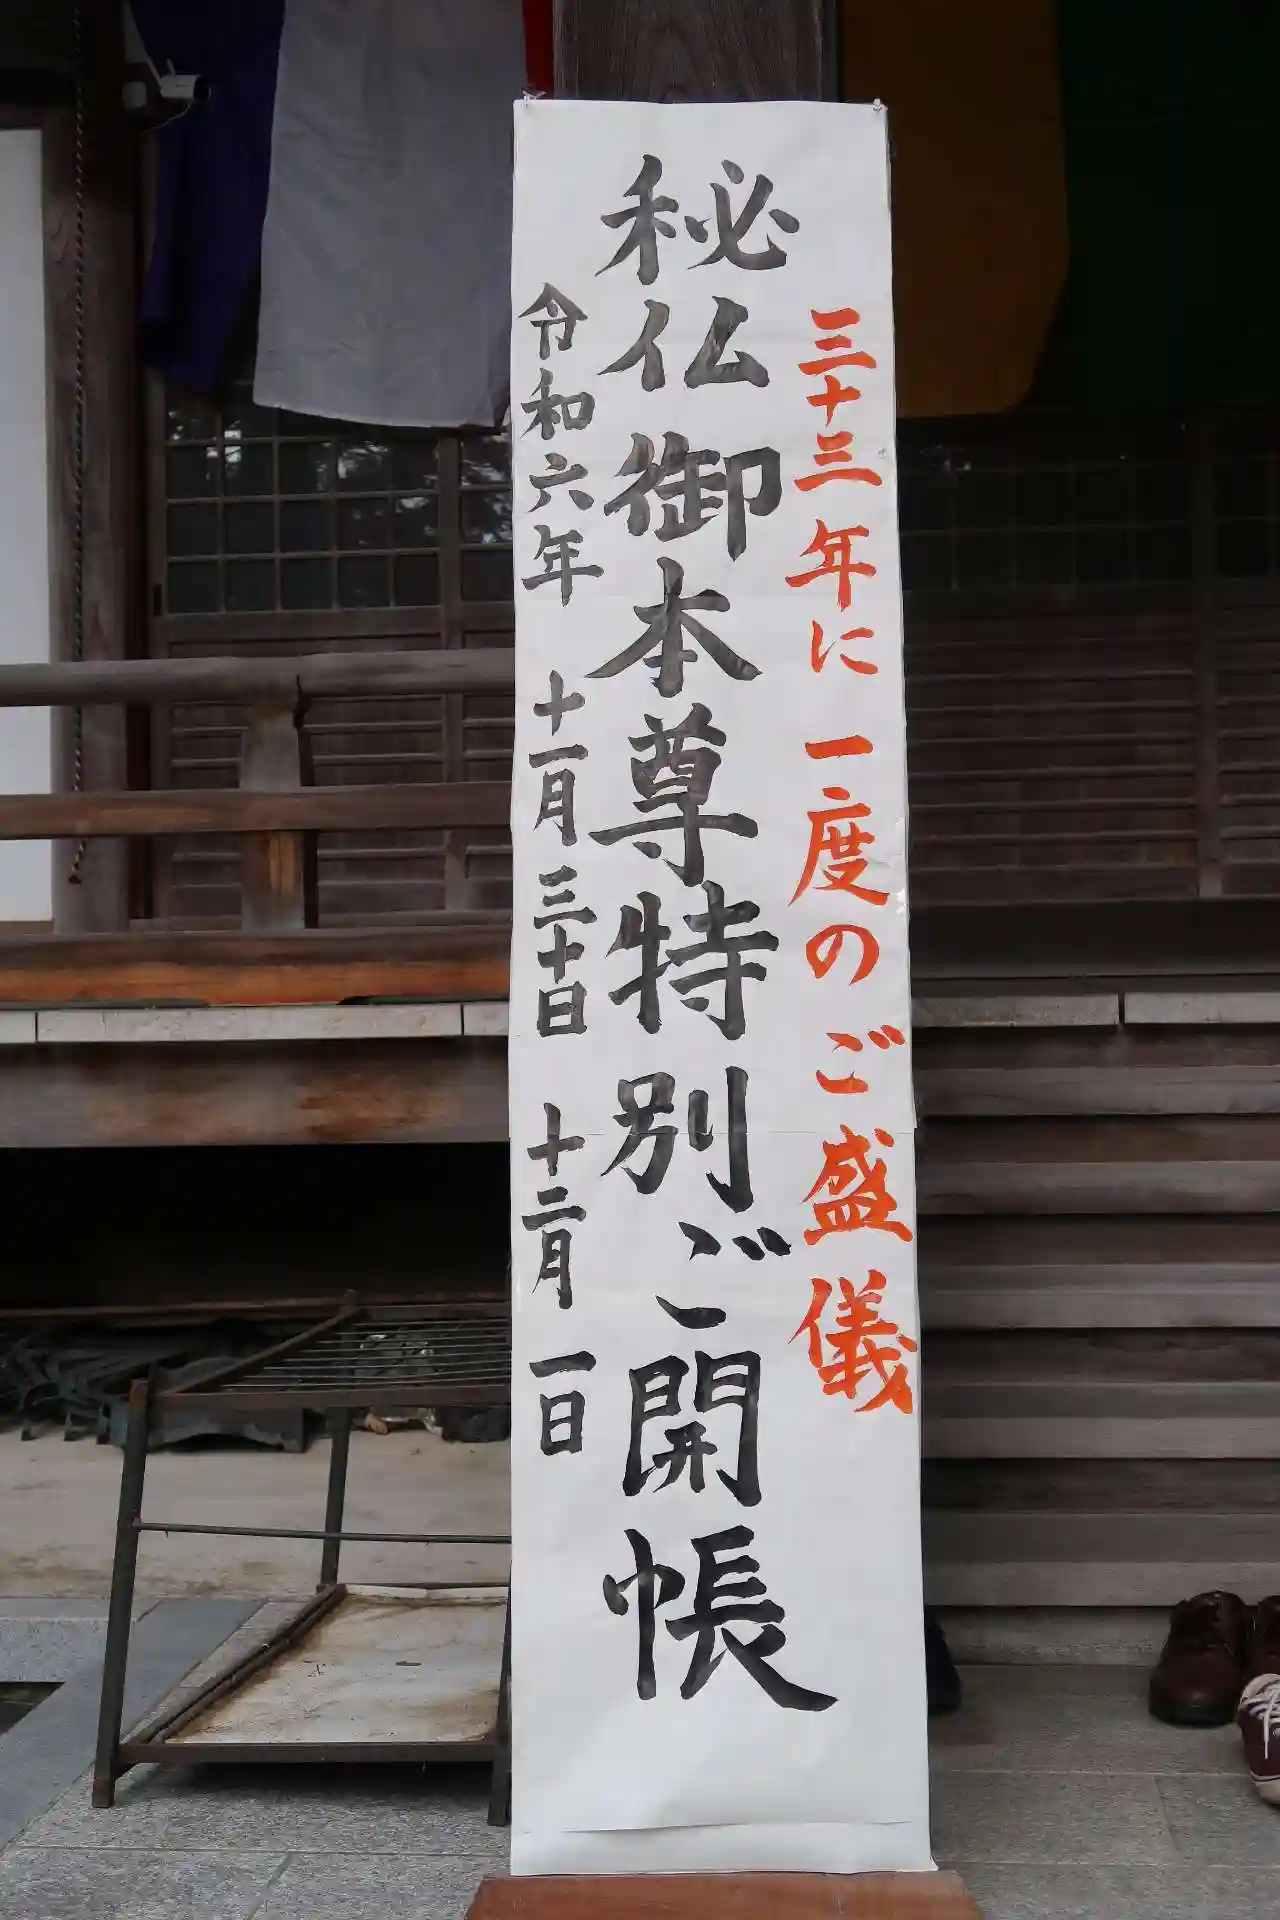 三十三年に一度のご盛儀
秘仏御本尊特別ご開帳
令和六年十一月三十日十二月一日